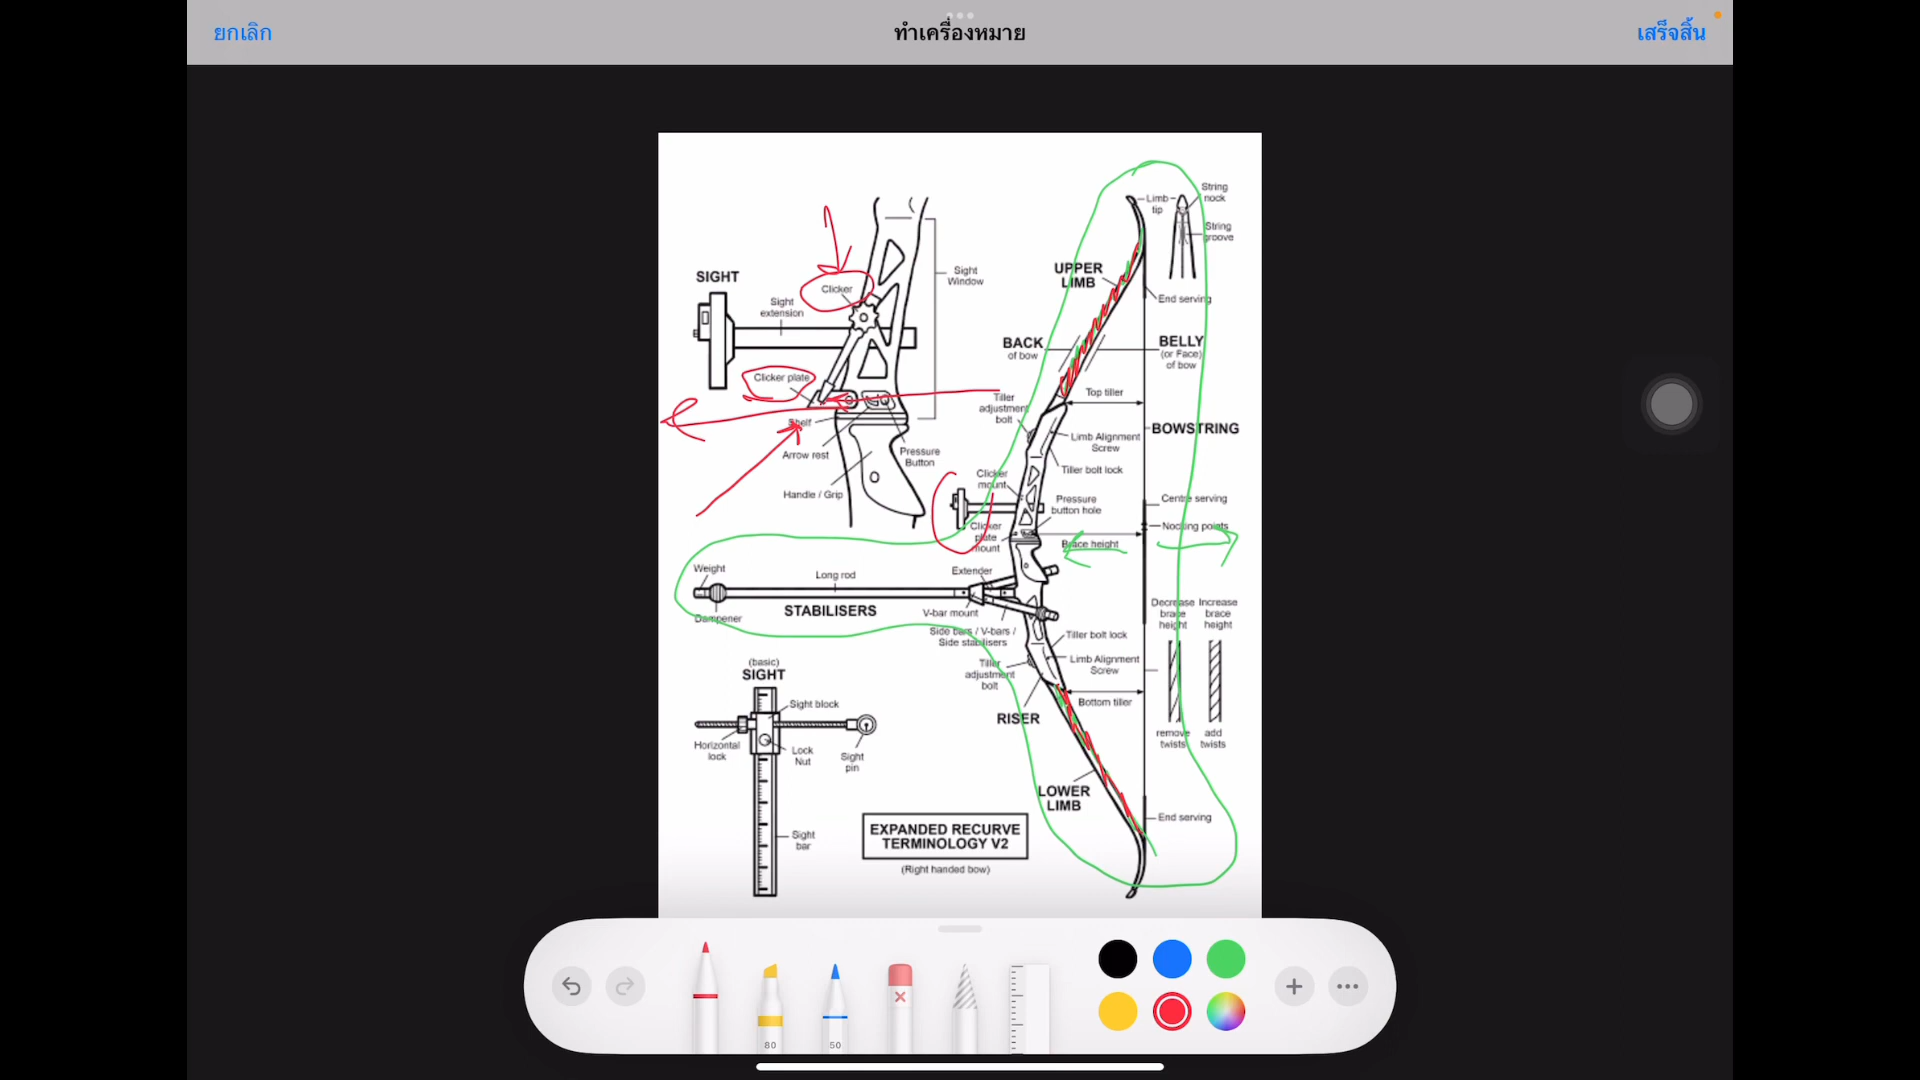 ยกเลิก
ทำเครื่องหมาย
เสร็จสิ้น
SIGHT
Sight
extension
Clicker
Sight
Window
Clicker plate
Shelf
Arrow rest
Pressure
Button
Handle / Grip
Limb
tip
String
nock
String
groove
UPPER
LIMB
End serving
BACK
of bow
BELLY
(or Face)
of bow
Top tiller
Tiller
adjustment
bolt
BOWSTRING
Limb Alignment
Screw
Tiller bolt lock
Clicker
mount
Pressure
button hole
Centre serving
Nocking points
Clicker
plate
mount
Brace height
Weight
Long rod
Extender
Dampener
STABILISERS
V-bar mount
Side bars / V-bars /
Side stabilisers
Decrease
brace
height
Increase
brace
height
Tiller bolt lock
Limb Alignment
Screw
Tiller
adjustment
bolt
Bottom tiller
RISER
remove
twists
add
twists
(basic)
SIGHT
Sight block
Horizontal
lock
Lock
Nut
Sight
pin
Sight
bar
LOWER
LIMB
End serving
EXPANDED RECURVE
TERMINOLOGY V2
(Right handed bow)
80
50